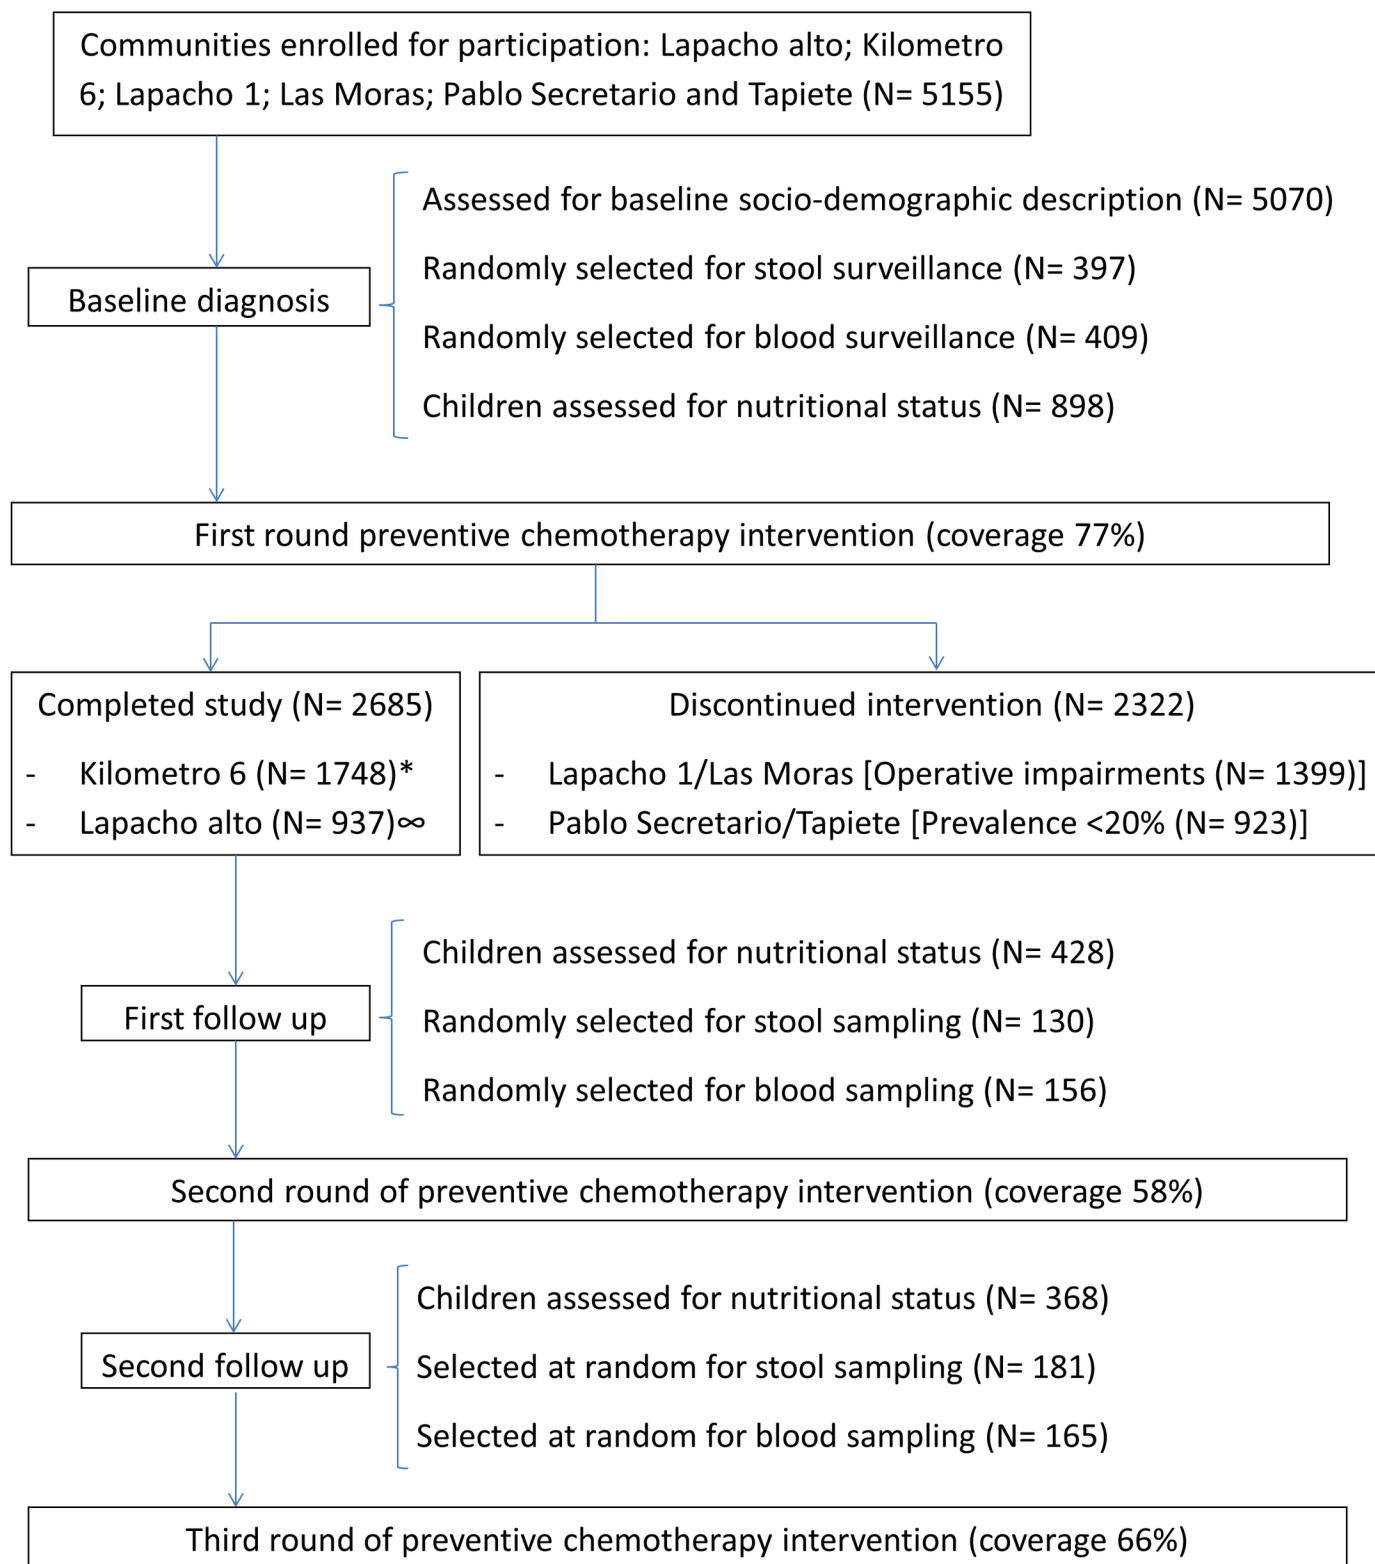 Communities enrolled for participation: Lapacho alto; Kilometro
6; Lapacho 1; Las Moras; Pablo Secretario and Tapiete (N= 5155)
Assessed for baseline socio-demographic description (N= 5070)
Randomly selected for stool surveillance (N= 397)
Baseline diagnosis
Randomly selected for blood surveillance (N= 409)
Children assessed for nutritional status (N= 898)
First round preventive chemotherapy intervention (coverage 77%)
Completed study (N= 2685)
- Kilometro 6 (N= 1748)*
- Lapacho alto (N= 937)∞
Discontinued intervention (N= 2322)
- Lapacho 1/Las Moras [Operative impairments (N= 1399)]
- Pablo Secretario/Tapiete [Prevalence <20% (N= 923)]
Children assessed for nutritional status (N= 428)
First follow up
Randomly selected for stool sampling (N= 130)
Randomly selected for blood sampling (N= 156)
Second round of preventive chemotherapy intervention (coverage 58%)
Children assessed for nutritional status (N= 368)
Second follow up
Selected at random for stool sampling (N= 181)
Selected at random for blood sampling (N= 165)
Third round of preventive chemotherapy intervention (coverage 66%)